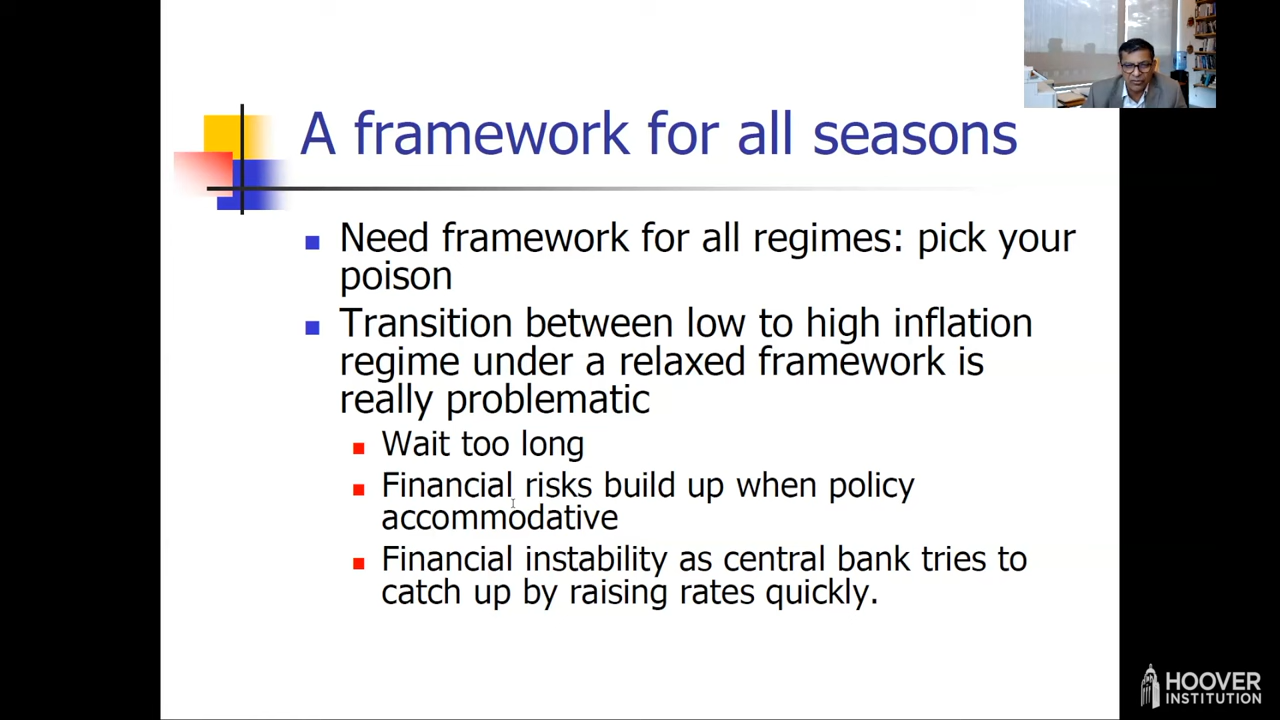 A framework for all seasons
Need framework for all regimes: pick your
poison
Transition between low to high inflation
regime under a relaxed framework is
really problematic
Wait too long
Financial risks build up when policy
accommodative
Financial instability as central bank tries to
catch up by raising rates quickly.
HOOVER
INSTITUTION